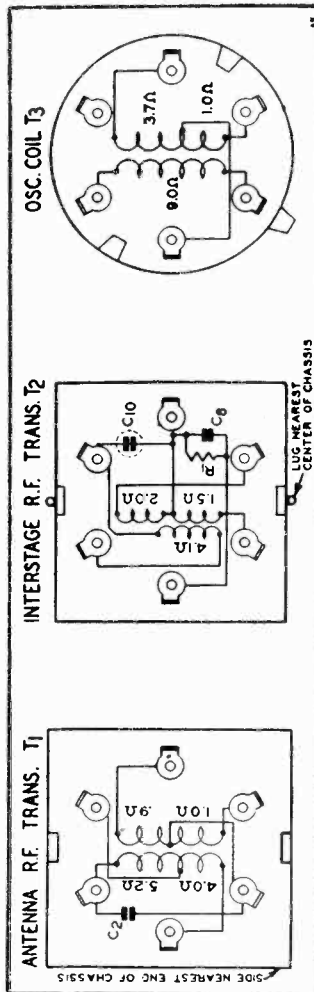 ANTENNA R.F. TRANS. T1
C2
5.2Ω
.9Ω
4.0Ω
1.0Ω
SIDE NEAREST END OF CHASSIS
INTERSTAGE R.F. TRANS. T2
C10
2.0Ω
4.1Ω
1.5Ω
R1
C8
LUG NEAREST
CENTER OF CHASSIS
OSC. COIL T3
3.7Ω
9.0Ω
1.0Ω